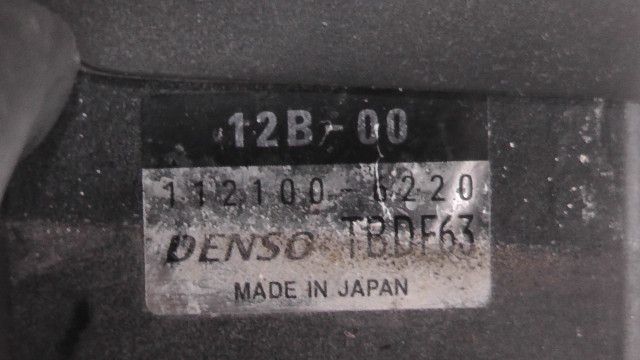 12B-00
112100-6220
DENSO TBDF63
MADE IN JAPAN